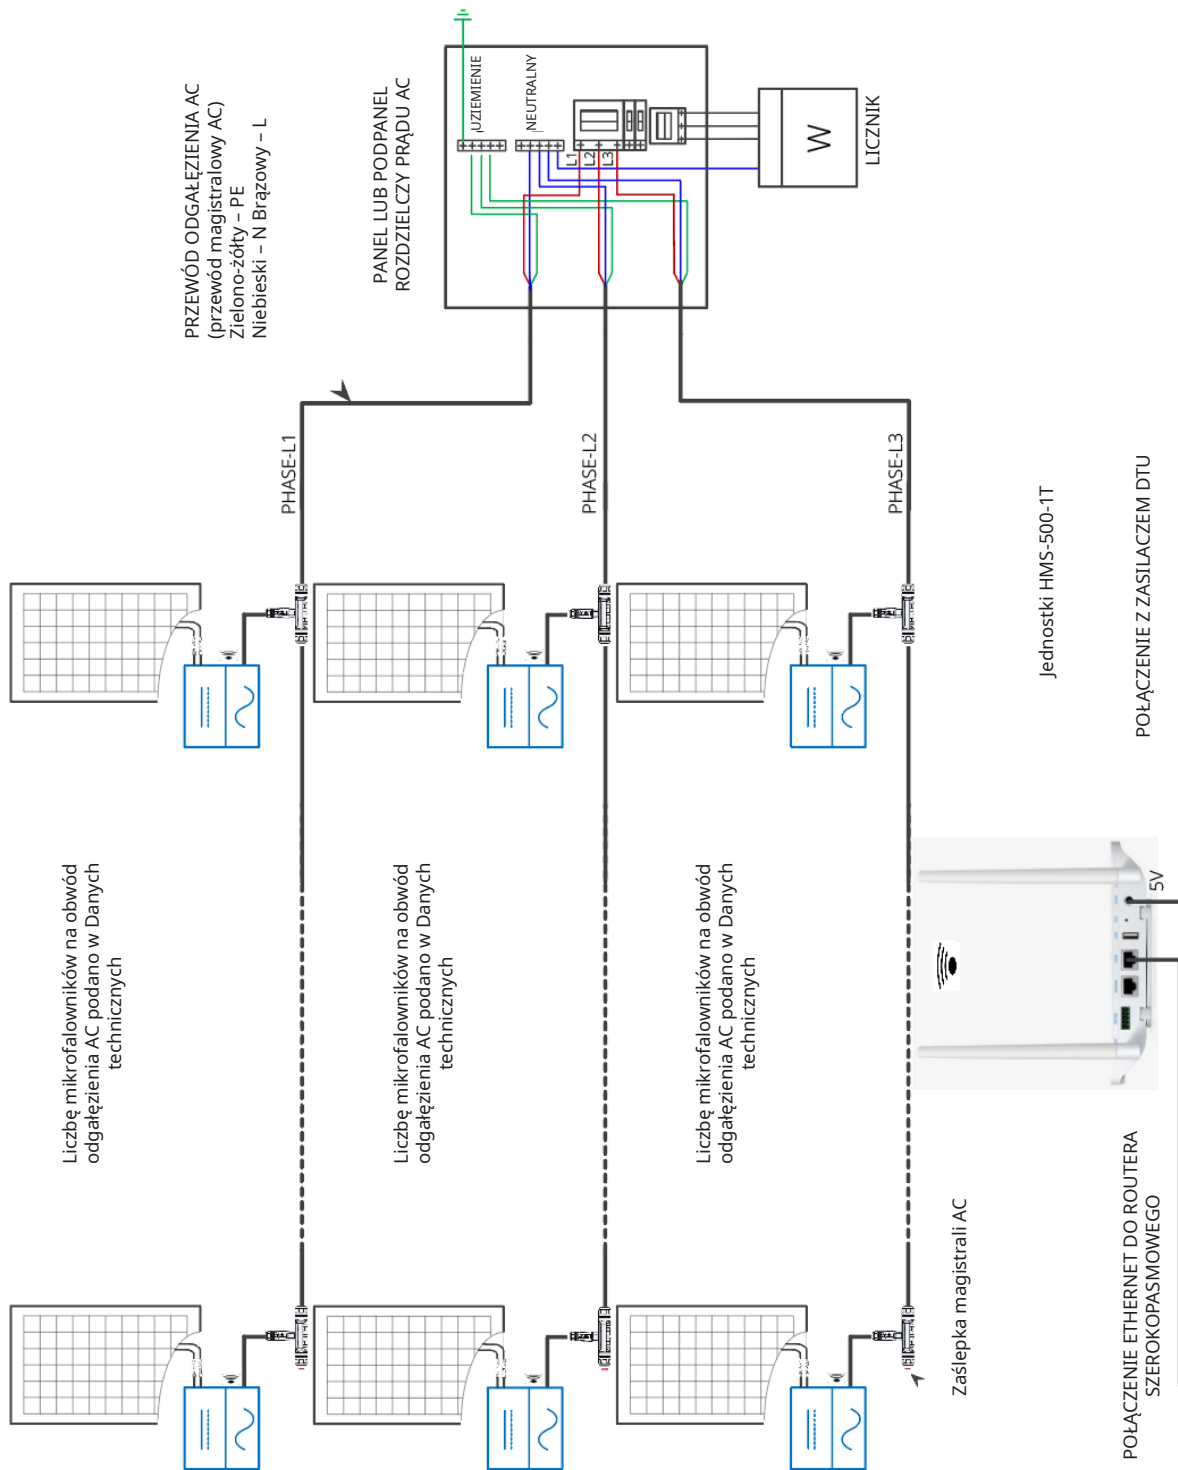 PRZEWÓD ODGAŁĘZIENIA AC
(przewód magistralowy AC)
Zielono-żółty – PE
Niebieski – N Brązowy – L
PANEL LUB PODPANEL
ROZDZIELCZY PRĄDU AC
UZIEMIENIE
NEUTRALNY
L1
L2
L3
W
LICZNIK
PHASE-L1
PHASE-L2
PHASE-L3
Jednostki HMS-500-1T
POŁĄCZENIE Z ZASILACZEM DTU
Liczbę mikrofalowników na obwód
odgałęzienia AC podano w Danych
technicznych
Liczbę mikrofalowników na obwód
odgałęzienia AC podano w Danych
technicznych
Liczbę mikrofalowników na obwód
odgałęzienia AC podano w Danych
technicznych
5V
Zaślepka magistrali AC
POŁĄCZENIE ETHERNET DO ROUTERA
SZEROKOPASMOWEGO